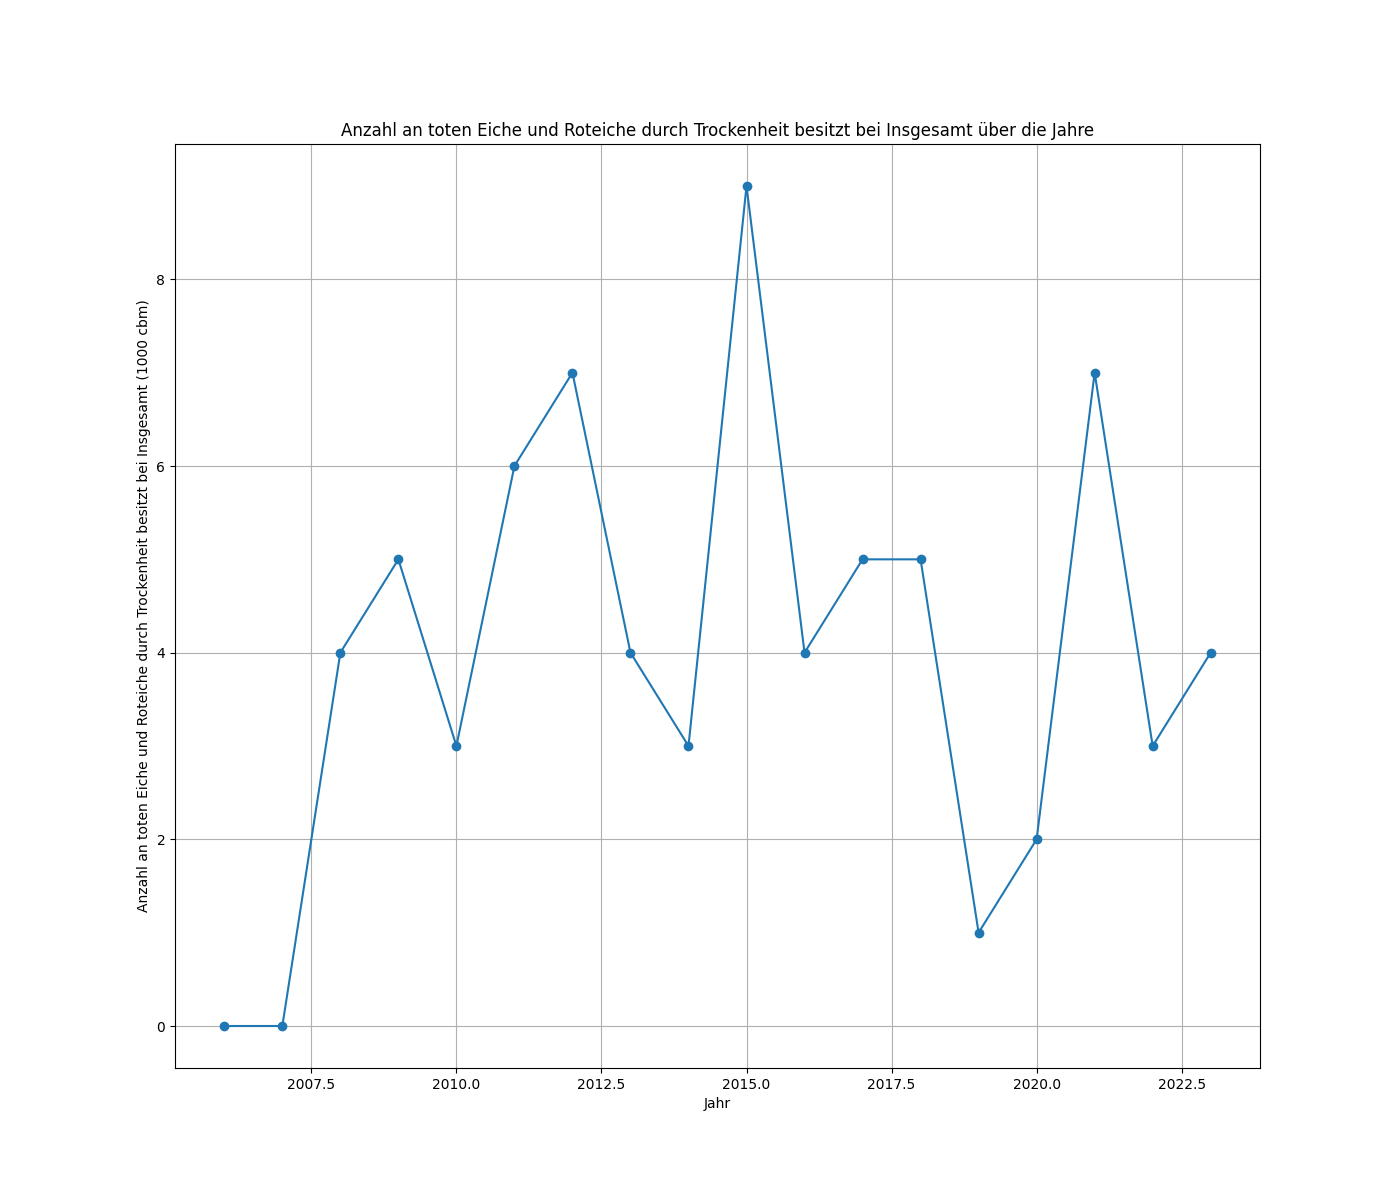 Anzahl an toten Eiche und Roteiche durch Trockenheit besitzt bei Insgesamt über die Jahre
Anzahl an toten Eiche und Roteiche durch Trockenheit besitzt bei Insgesamt (1000 cbm)
8
6
4
2
0
2007.5 2010.0 2012.5 2015.0 2017.5 2020.0 2022.5
Jahr